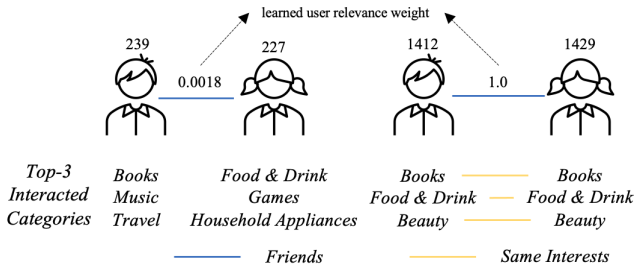 learned user relevance weight
239 227 1412 1429
0.0018 1.0
Top-3 Books Food & Drink Books Books
Interacted Music Games Food & Drink Food & Drink
Categories Travel Household Appliances Beauty Beauty
Friends Same Interests